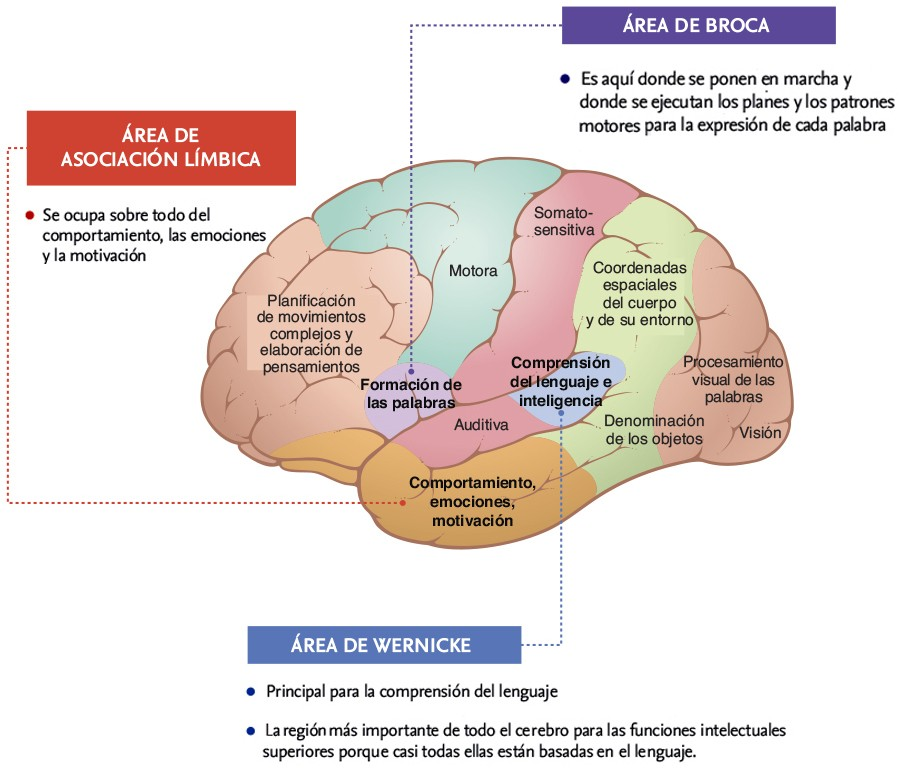 ÁREA DE BROCA
• Es aquí donde se ponen en marcha y
donde se ejecutan los planes y los patrones
motores para la expresión de cada palabra
ÁREA DE
ASOCIACIÓN LÍMBICA
• Se ocupa sobre todo del
comportamiento, las emociones
y la motivación
Somato-
sensitiva
Motora
Coordenadas
espaciales
del cuerpo
y de su entorno
Planificación
de movimientos
complejos y
elaboración de
pensamientos
Formación de
las palabras
Comprensión
del lenguaje e
inteligencia
Procesamiento
visual de las
palabras
Auditiva
Denominación
de los objetos
Visión
Comportamiento,
emociones,
motivación
ÁREA DE WERNICKE
• Principal para la comprensión del lenguaje
• La región más importante de todo el cerebro para las funciones intelectuales
superiores porque casi todas ellas están basadas en el lenguaje.